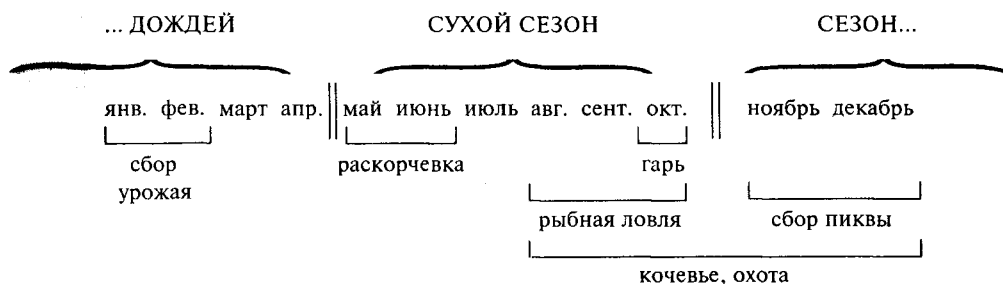 ... ДОЖДЕЙ СУХОЙ СЕЗОН СЕЗОН...
янв. фев. март апр. май июнь июль авг. сент. окт. ноябрь декабрь
сбор раскорчевка гарь
урожая
рыбная ловля сбор пиквы
кочевье, охота